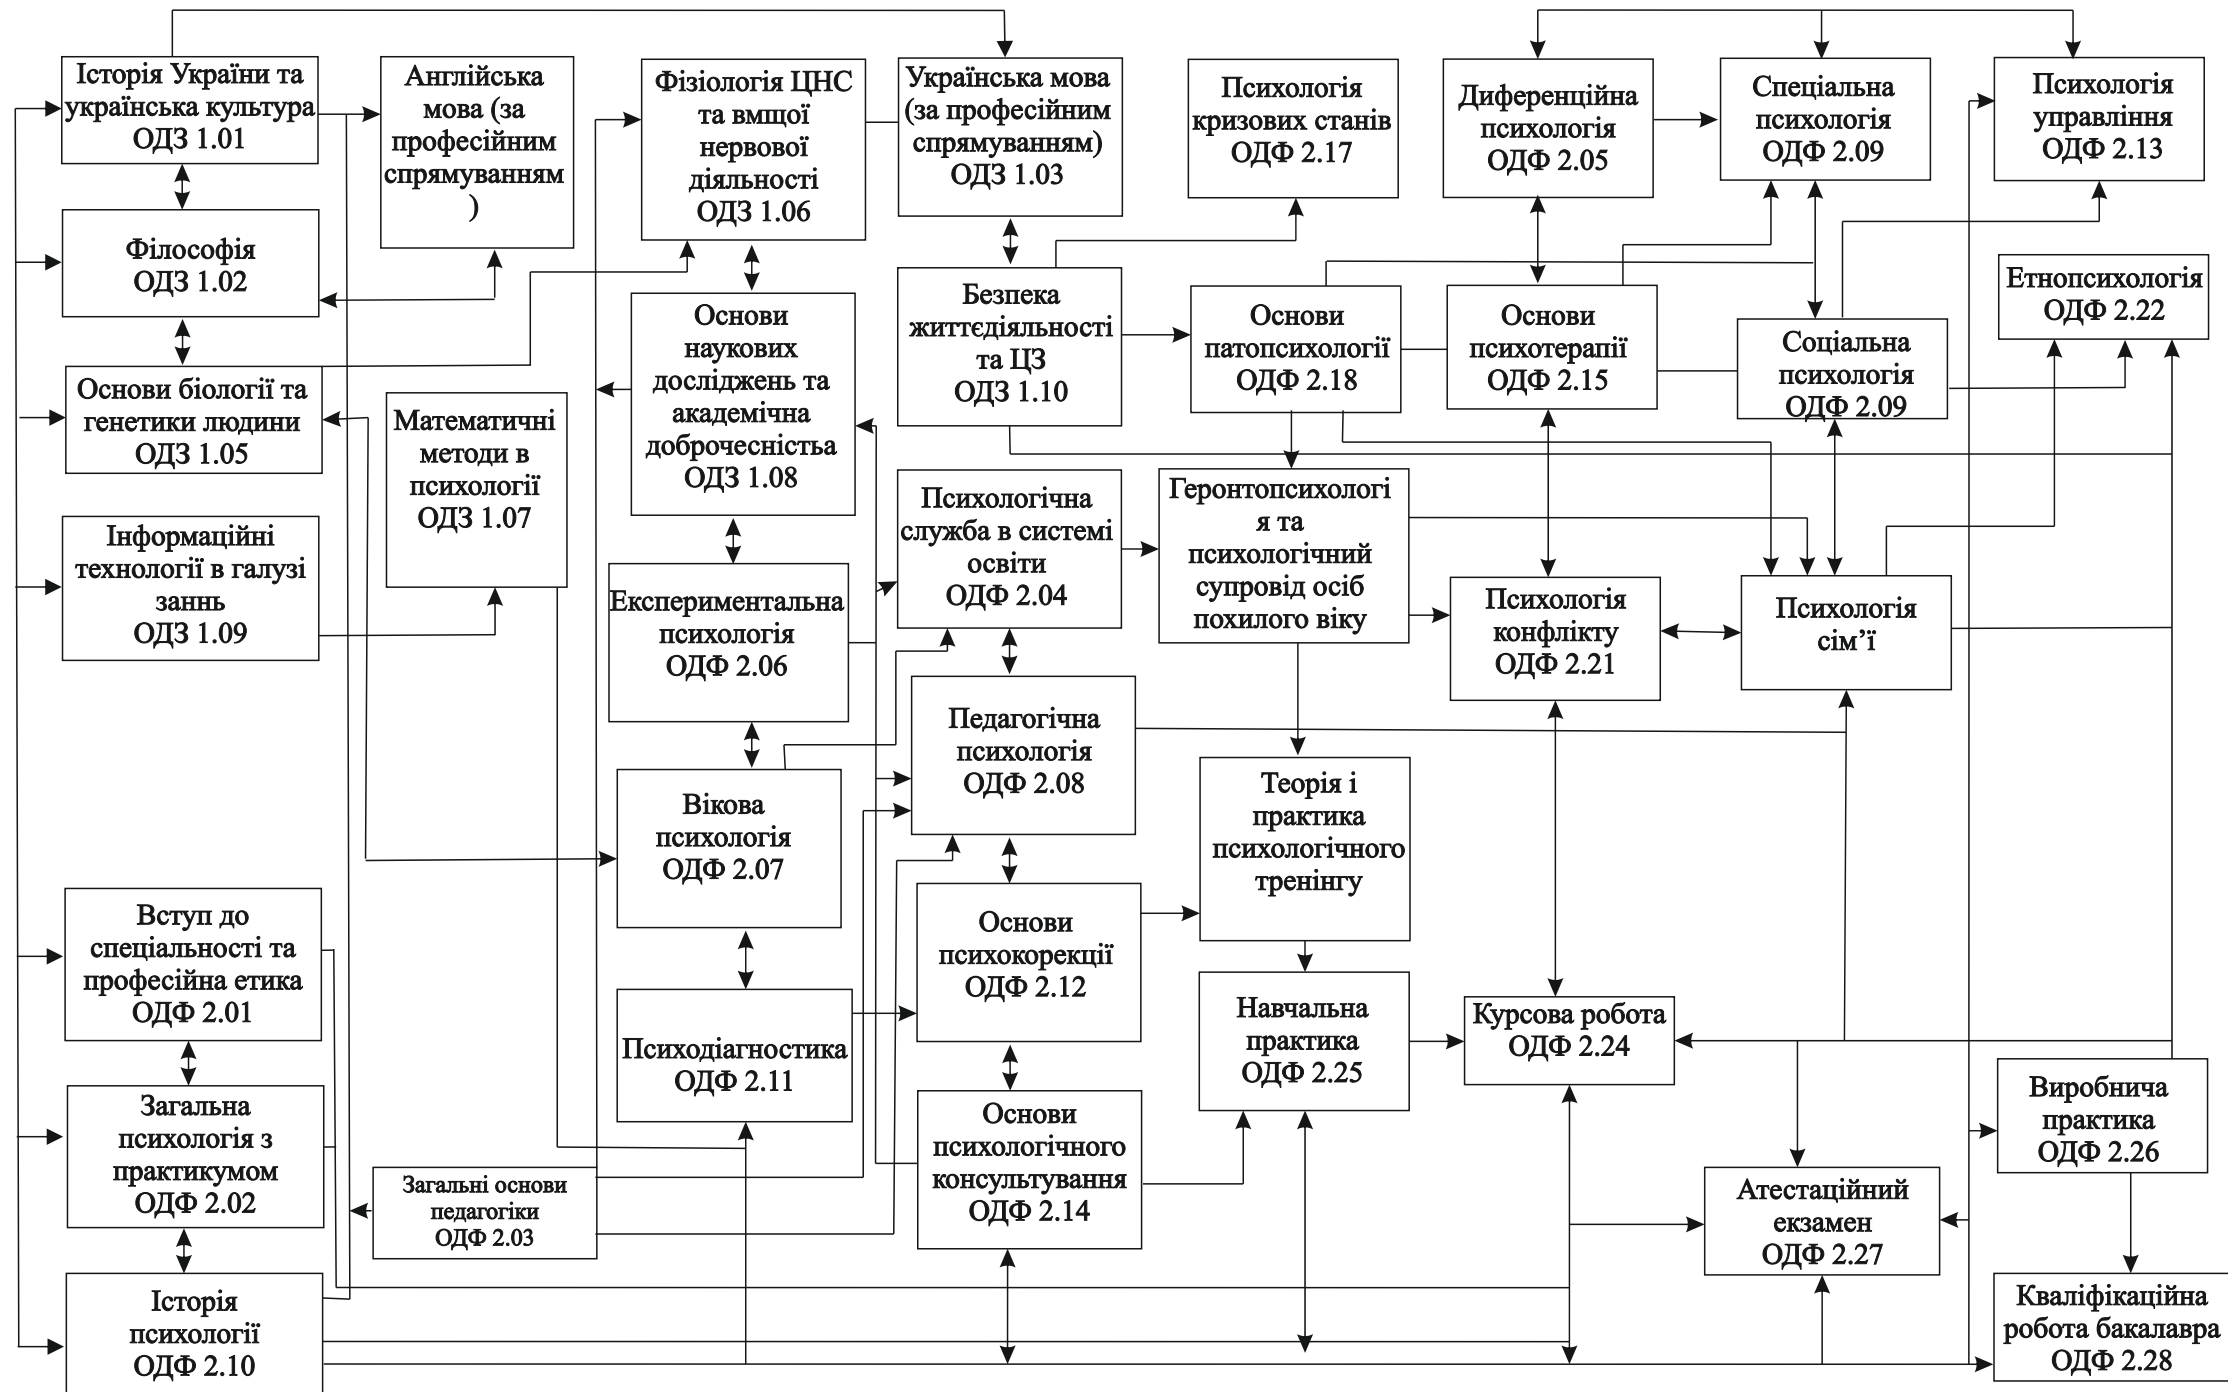 Історія України та
українська культура
ОДЗ 1.01
Філософія
ОДЗ 1.02
Основи біології та
генетики людини
ОДЗ 1.05
Інформаційні
технології в галузі
заннь
ОДЗ 1.09
Вступ до
спеціальності та
професійна етика
ОДФ 2.01
Загальна
психологія з
практикумом
ОДФ 2.02
Історія
психології
ОДФ 2.10
Англійська
мова (за
професійним
спрямуванням
)
Математичні
методи в
психології
ОДЗ 1.07
Загальні основи
педагогіки
ОДФ 2.03
Фізіологія ЦНС
та вмщої
нервової
діяльності
ОДЗ 1.06
Основи
наукових
досліджень та
академічна
доброчесністьа
ОДЗ 1.08
Експериментальна
психологія
ОДФ 2.06
Вікова
психологія
ОДФ 2.07
Психодіагностика
ОДФ 2.11
Українська мова
(за професійним
спрямуванням)
ОДЗ 1.03
Безпека
життєдіяльності
та ЦЗ
ОДЗ 1.10
Психологічна
служба в системі
освіти
ОДФ 2.04
Педагогічна
психологія
ОДФ 2.08
Основи
психокорекції
ОДФ 2.12
Основи
психологічного
консультування
ОДФ 2.14
Психологія
кризових станів
ОДФ 2.17
Основи
патопсихології
ОДФ 2.18
Геронтопсихологі
я та
психологічний
супровід осіб
похилого віку
Теорія і
практика
психологічного
тренінгу
Навчальна
практика
ОДФ 2.25
Диференційна
психологія
ОДФ 2.05
Основи
психотерапії
ОДФ 2.15
Психологія
конфлікту
ОДФ 2.21
Курсова робота
ОДФ 2.24
Спеціальна
психологія
ОДФ 2.09
Соціальна
психологія
ОДФ 2.09
Психологія
сім’ї
Атестаційний
екзамен
ОДФ 2.27
Психологія
управління
ОДФ 2.13
Етнопсихологія
ОДФ 2.22
Виробнича
практика
ОДФ 2.26
Кваліфікаційна
робота бакалавра
ОДФ 2.28